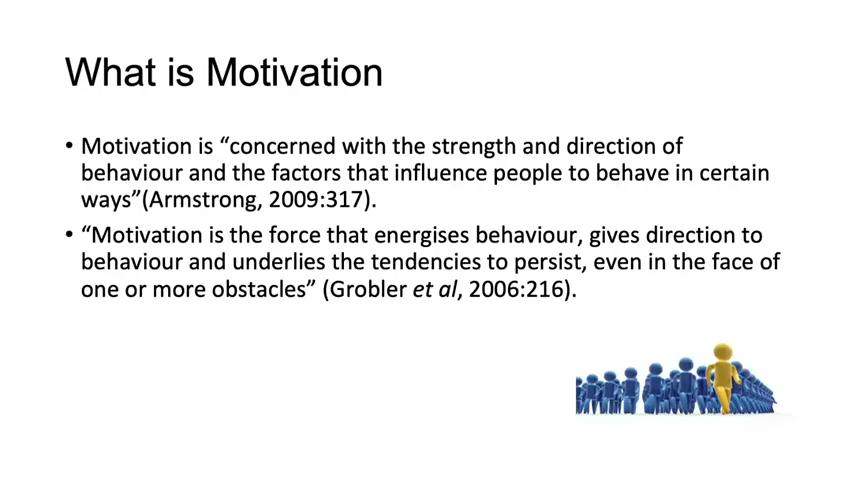 What is Motivation
• Motivation is “concerned with the strength and direction of
behaviour and the factors that influence people to behave in certain
ways”(Armstrong, 2009:317).
• “Motivation is the force that energises behaviour, gives direction to
behaviour and underlies the tendencies to persist, even in the face of
one or more obstacles” (Grobler et al, 2006:216).